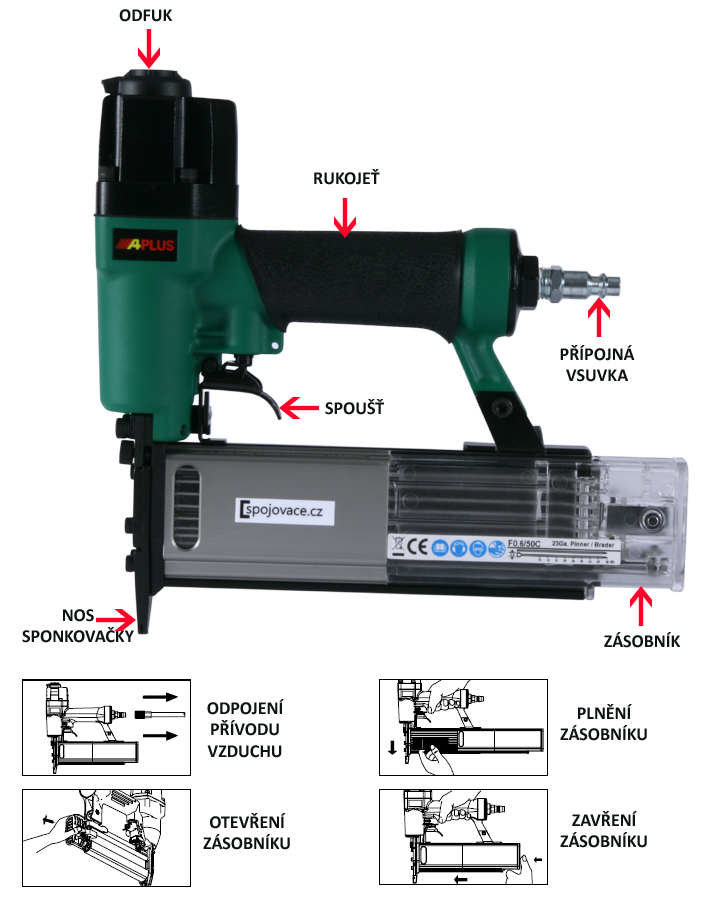 ODFUK
RUKOJEŤ
APLUS
PŘÍPOJNÁ
VSUVKA
SPOUŠŤ
spojovace.cz
CE
F0.6/50C
23Ga. Pinner / Brader
NOS
SPONKOVAČKY
ZÁSOBNÍK
ODPOJENÍ
PŘÍVODU
VZDUCHU
PLNĚNÍ
ZÁSOBNÍKU
OTEVŘENÍ
ZÁSOBNÍKU
ZAVŘENÍ
ZÁSOBNÍKU